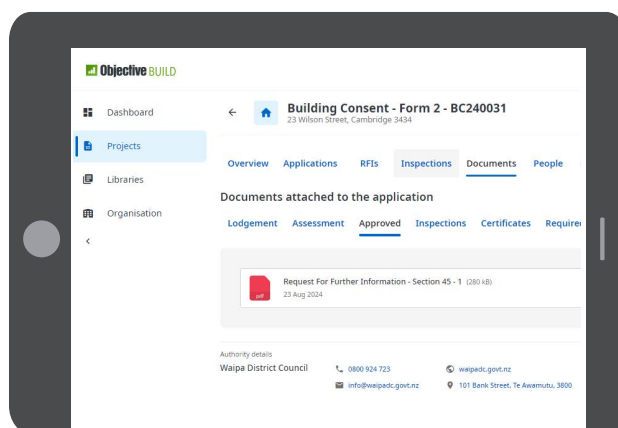 Objective BUILD
Dashboard
Projects
Libraries
Organisation
Building Consent - Form 2 - BC240031
23 Wilson Street, Cambridge 3434
Overview Applications RFIs Inspections Documents People
Documents attached to the application
Lodgement Assessment Approved Inspections Certificates Require
pdf
Request For Further Information - Section 45 - 1 (280 kB)
23 Aug 2024
Authority details
Waipa District Council 0800 924 723 waipadc.govt.nz
info@waipadc.govt.nz 101 Bank Street, Te Awamutu, 3800